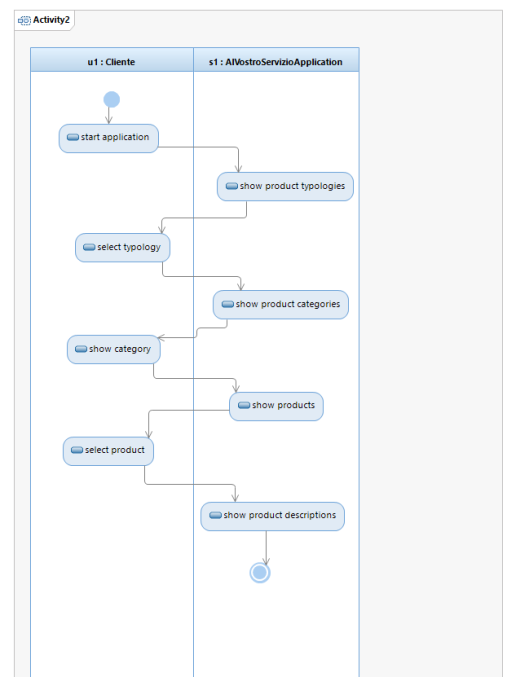 Activity2
u1 : Cliente
s1 : AlVostroServizioApplication
start application
show product typologies
select typology
show product categories
show category
show products
select product
show product descriptions